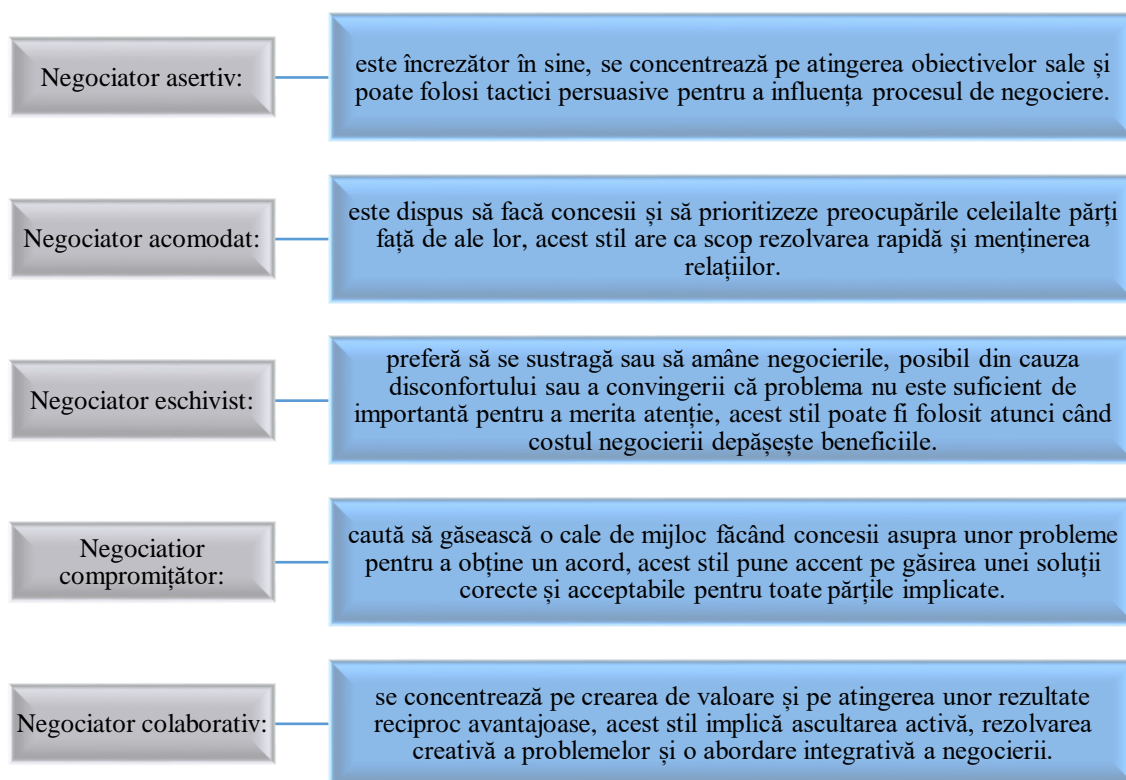 Negociator asertiv:
este încrezător în sine, se concentrează pe atingerea obiectivelor sale și
poate folosi tactici persuasive pentru a influența procesul de negociere.
Negociator acomodat:
este dispus să facă concesii și să prioritizeze preocupările celeilalte părți
față de ale lor, acest stil are ca scop rezolvarea rapidă și menținerea
relațiilor.
Negociator eschivist:
preferă să se sustragă sau să amâne negocierile, posibil din cauza
disconfortului sau a convingerii că problema nu este suficient de
importantă pentru a merita atenție, acest stil poate fi folosit atunci când
costul negocierii depășește beneficiile.
Negociatior
compromițător:
caută să găsească o cale de mijloc făcând concesii asupra unor probleme
pentru a obține un acord, acest stil pune accent pe găsirea unei soluții
corecte și acceptabile pentru toate părțile implicate.
Negociator colaborativ:
se concentrează pe crearea de valoare și pe atingerea unor rezultate
reciproc avantajoase, acest stil implică ascultarea activă, rezolvarea
creativă a problemelor și o abordare integrativă a negocierii.